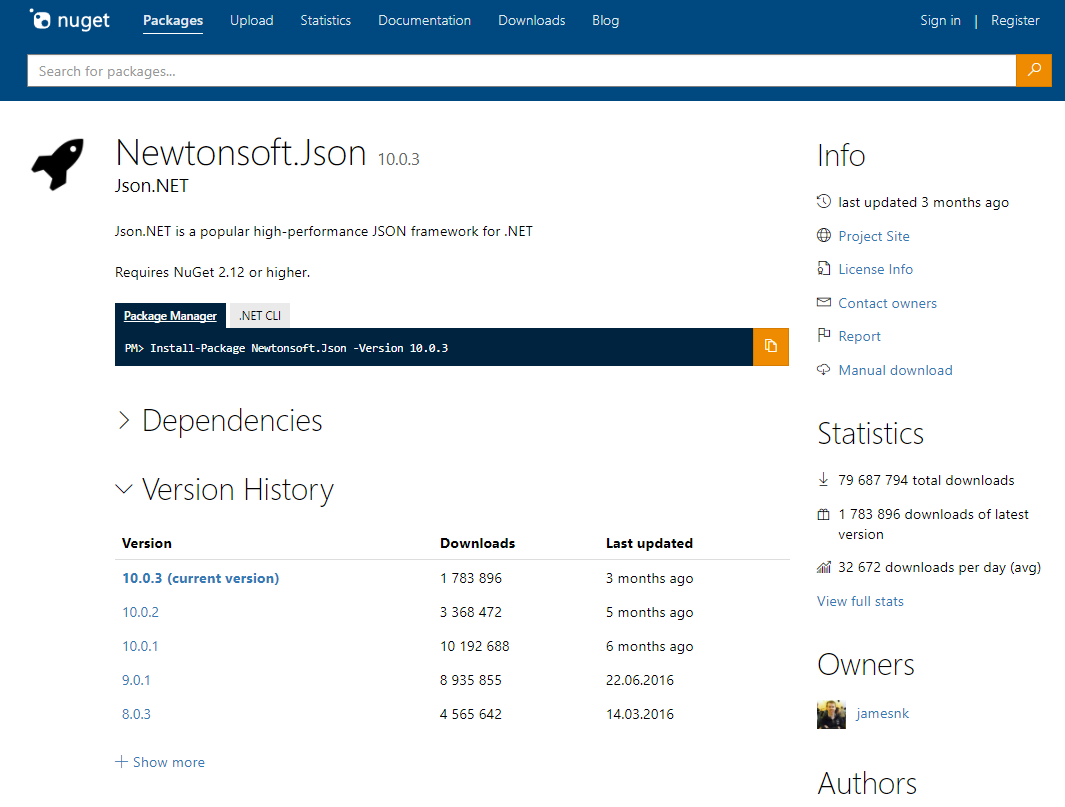 nuget Packages Upload Statistics Documentation Downloads Blog Sign in | Register
Search for packages...
Newtonsoft.Json 10.0.3
Json.NET
Json.NET is a popular high-performance JSON framework for .NET
Requires NuGet 2.12 or higher.
Package Manager .NET CLI
PM> Install-Package Newtonsoft.Json -Version 10.0.3
Dependencies
Version History
Version Downloads Last updated
10.0.3 (current version) 1 783 896 3 months ago
10.0.2 3 368 472 5 months ago
10.0.1 10 192 688 6 months ago
9.0.1 8 935 855 22.06.2016
8.0.3 4 565 642 14.03.2016
Show more
Info
last updated 3 months ago
Project Site
License Info
Contact owners
Report
Manual download
Statistics
79 687 794 total downloads
1 783 896 downloads of latest
version
32 672 downloads per day (avg)
View full stats
Owners
jamesnk
Authors